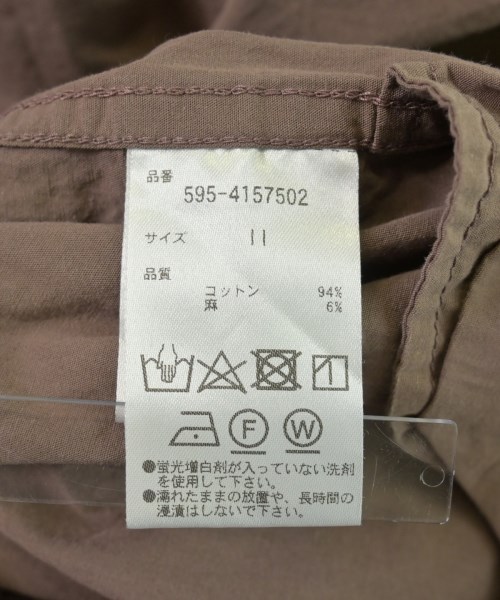 品番
595-4157502
サイズ 11
品質
コットン 94%
麻 6%
F W
●蛍光増白剤が入っていない洗剤
を使用して下さい。
●濡れたままの放置や、長時間の
浸漬はしないで下さい。